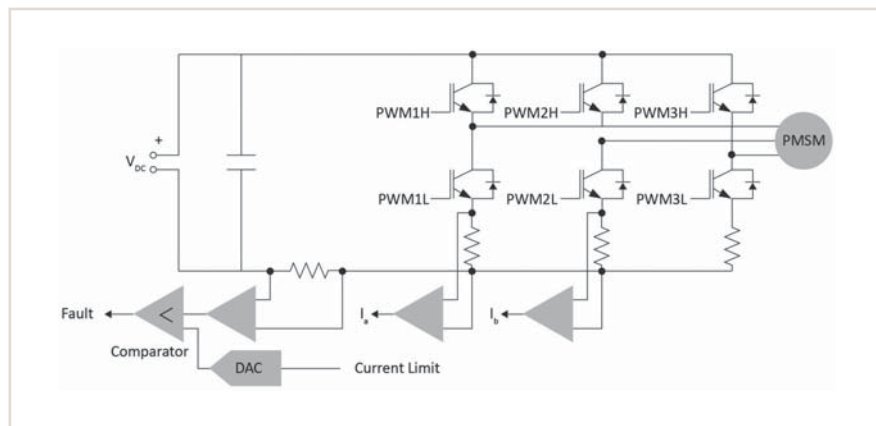 PWM1H
PWM2H
PWM3H
PMSM
+
V_DC
PWM1L
PWM2L
PWM3L
Fault
<
I_a
I_b
Comparator
DAC
Current Limit